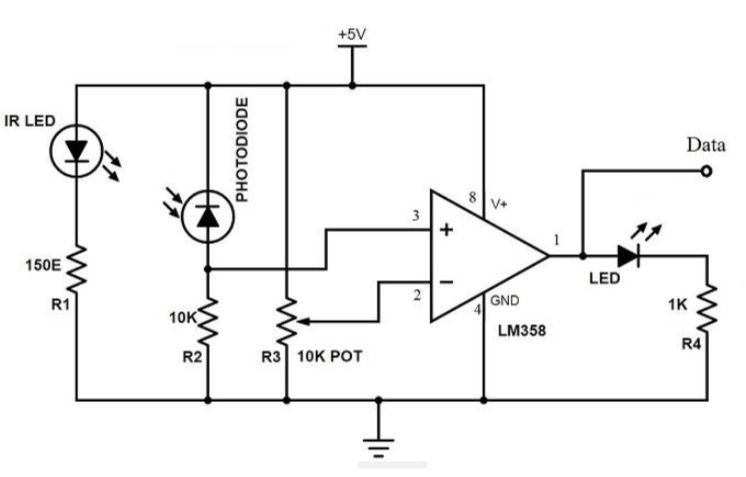 +5V
IR LED
PHOTODIODE
Data
8
V+
3
+
1
150E
−
LED
2
R1
GND
1K
4
10K
LM358
R2
R3
10K POT
R4